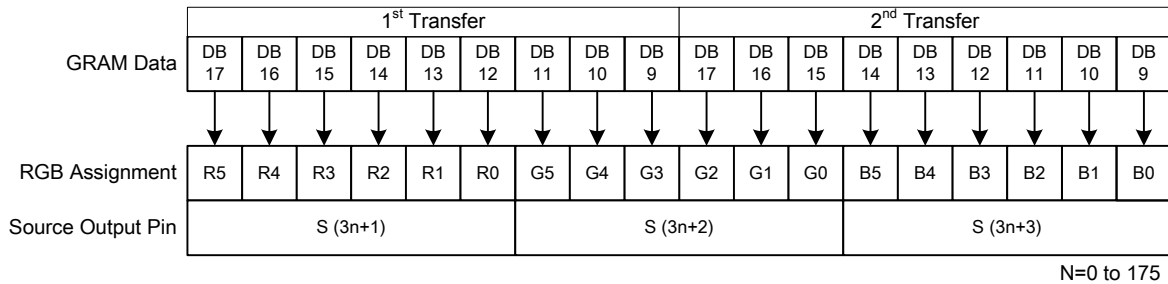 1st Transfer 2nd Transfer
GRAM Data DB 17 DB 16 DB 15 DB 14 DB 13 DB 12 DB 11 DB 10 DB 9 DB 17 DB 16 DB 15 DB 14 DB 13 DB 12 DB 11 DB 10 DB 9
RGB Assignment R5 R4 R3 R2 R1 R0 G5 G4 G3 G2 G1 G0 B5 B4 B3 B2 B1 B0
Source Output Pin S (3n+1) S (3n+2) S (3n+3)
N=0 to 175